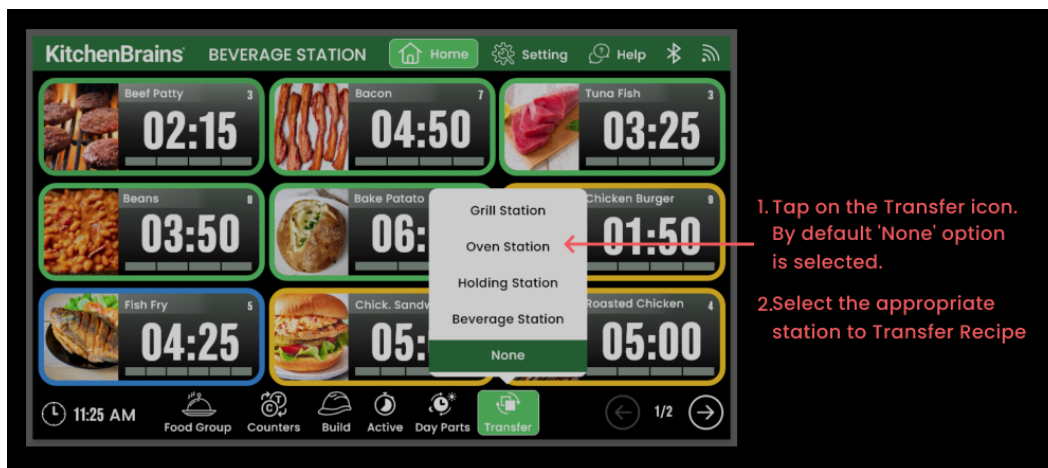 KitchenBrains BEVERAGE STATION Home Setting Help
Beef Patty 3
02:15
Bacon 7
04:50
Tuna Fish 3
03:25
Beans 8
03:50
Bake Patato
06:
Chicken Burger 9
01:50
Fish Fry 5
04:25
Chick. Sandw
05:
Roasted Chicken 4
05:00
Grill Station
Oven Station
Holding Station
Beverage Station
None
11:25 AM
Food Group
Counters
Build
Active
Day Parts
Transfer
1/2
1. Tap on the Transfer icon.
By default 'None' option
is selected.
2.Select the appropriate
station to Transfer Recipe